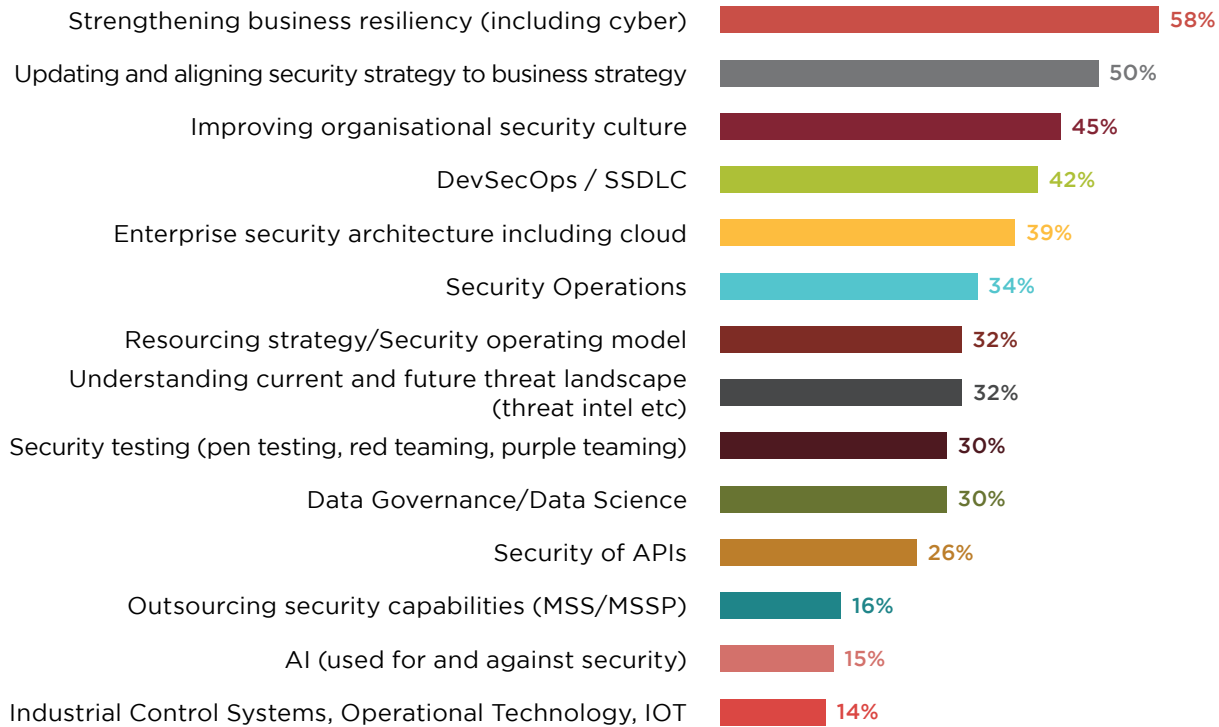 Strengthening business resiliency (including cyber) 58%
Updating and aligning security strategy to business strategy 50%
Improving organisational security culture 45%
DevSecOps / SSDLC 42%
Enterprise security architecture including cloud 39%
Security Operations 34%
Resourcing strategy/Security operating model 32%
Understanding current and future threat landscape
(threat intel etc) 32%
Security testing (pen testing, red teaming, purple teaming) 30%
Data Governance/Data Science 30%
Security of APIs 26%
Outsourcing security capabilities (MSS/MSSP) 16%
AI (used for and against security) 15%
Industrial Control Systems, Operational Technology, IOT 14%